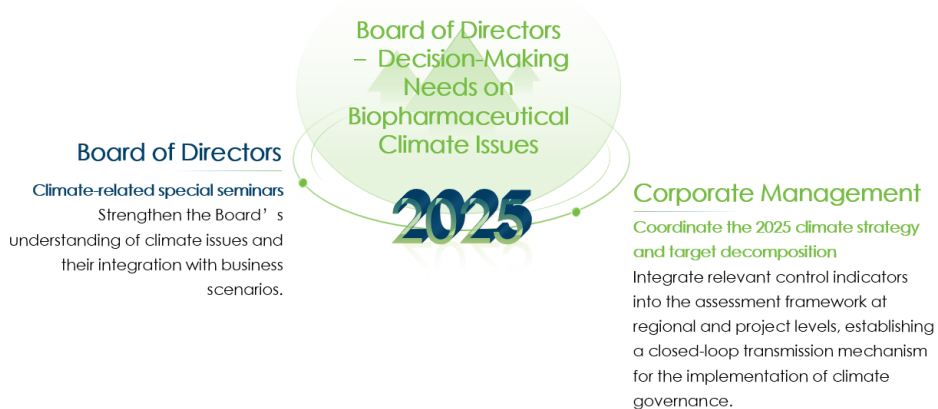 Board of Directors
– Decision-Making
Needs on
Biopharmaceutical
Climate Issues
Board of Directors
Climate-related special seminars
Strengthen the Board’s
understanding of climate issues and
their integration with business
scenarios.
2025
Corporate Management
Coordinate the 2025 climate strategy
and target decomposition
Integrate relevant control indicators
into the assessment framework at
regional and project levels, establishing
a closed-loop transmission mechanism
for the implementation of climate
governance.